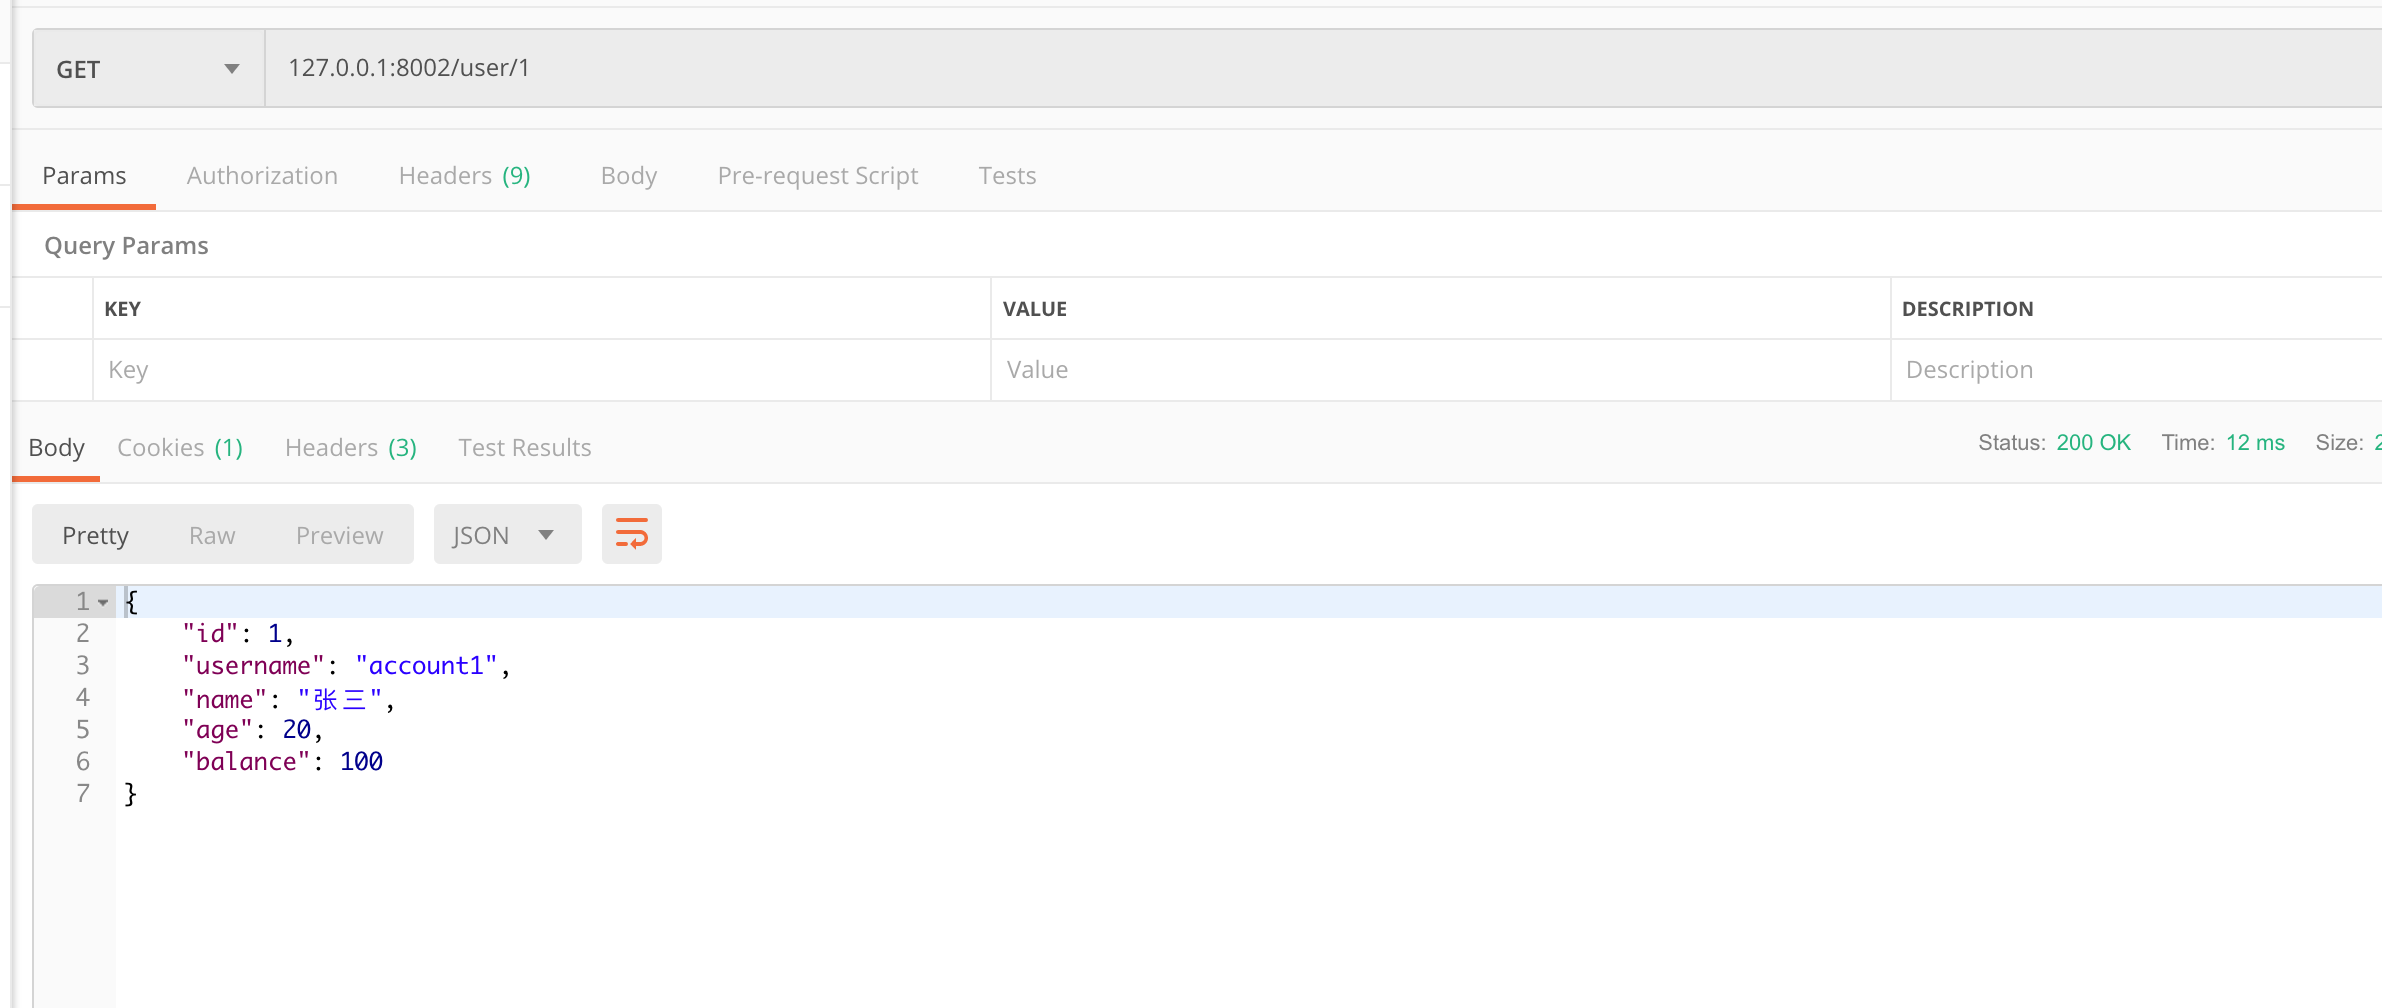 GET 127.0.0.1:8002/user/1
Params Authorization Headers (9) Body Pre-request Script Tests
Query Params
KEY VALUE DESCRIPTION
Key Value Description
Body Cookies (1) Headers (3) Test Results Status: 200 OK Time: 12 ms Size:
Pretty Raw Preview JSON
1 {
2 "id": 1,
3 "username": "account1",
4 "name": "张三",
5 "age": 20,
6 "balance": 100
7 }